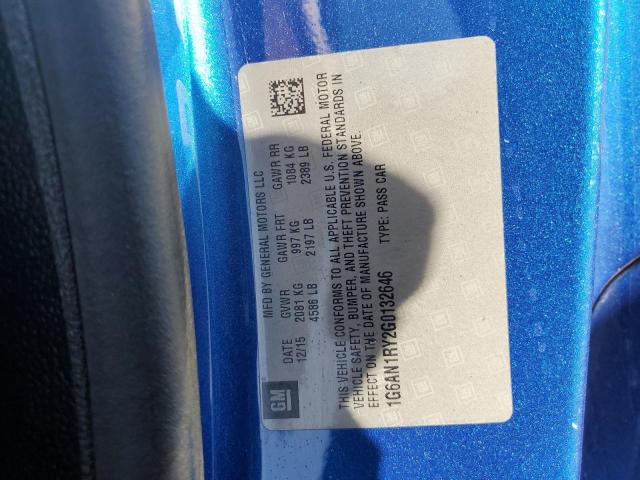 GM
MFD BY GENERAL MOTORS LLC
DATE GVWR GAWR FRT GAWR RR
12/15 2081 KG 997 KG 1084 KG
4586 LB 2197 LB 2389 LB
THIS VEHICLE CONFORMS TO ALL APPLICABLE U.S. FEDERAL MOTOR
VEHICLE SAFETY, BUMPER, AND THEFT PREVENTION STANDARDS IN
EFFECT ON THE DATE OF MANUFACTURE SHOWN ABOVE.
1G6AN1RY2G0132646 TYPE: PASS CAR